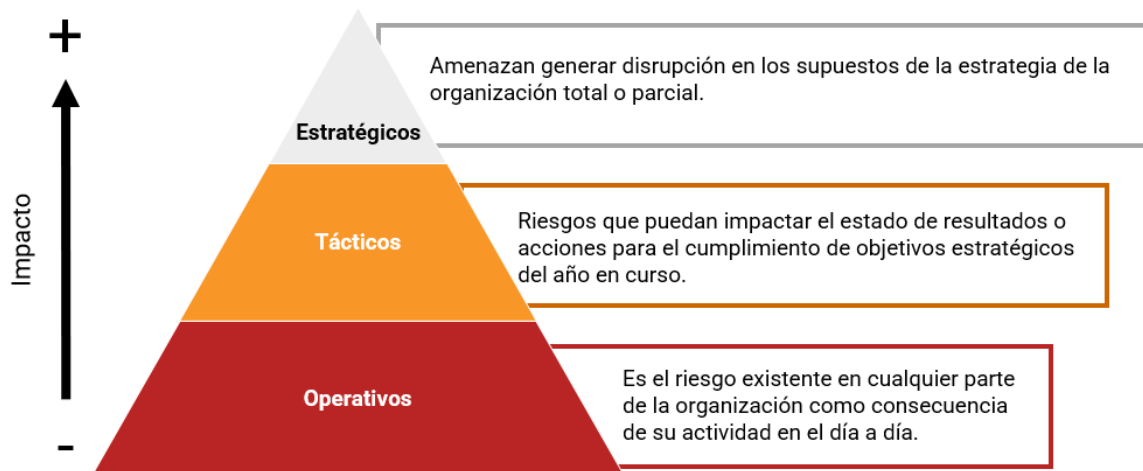 +
Amenazan generar disrupción en los supuestos de la estrategia de la
organización total o parcial.
Estratégicos
Impacto
Riesgos que puedan impactar el estado de resultados o
acciones para el cumplimiento de objetivos estratégicos
del año en curso.
Tácticos
Es el riesgo existente en cualquier parte
de la organización como consecuencia
de su actividad en el día a día.
Operativos
-